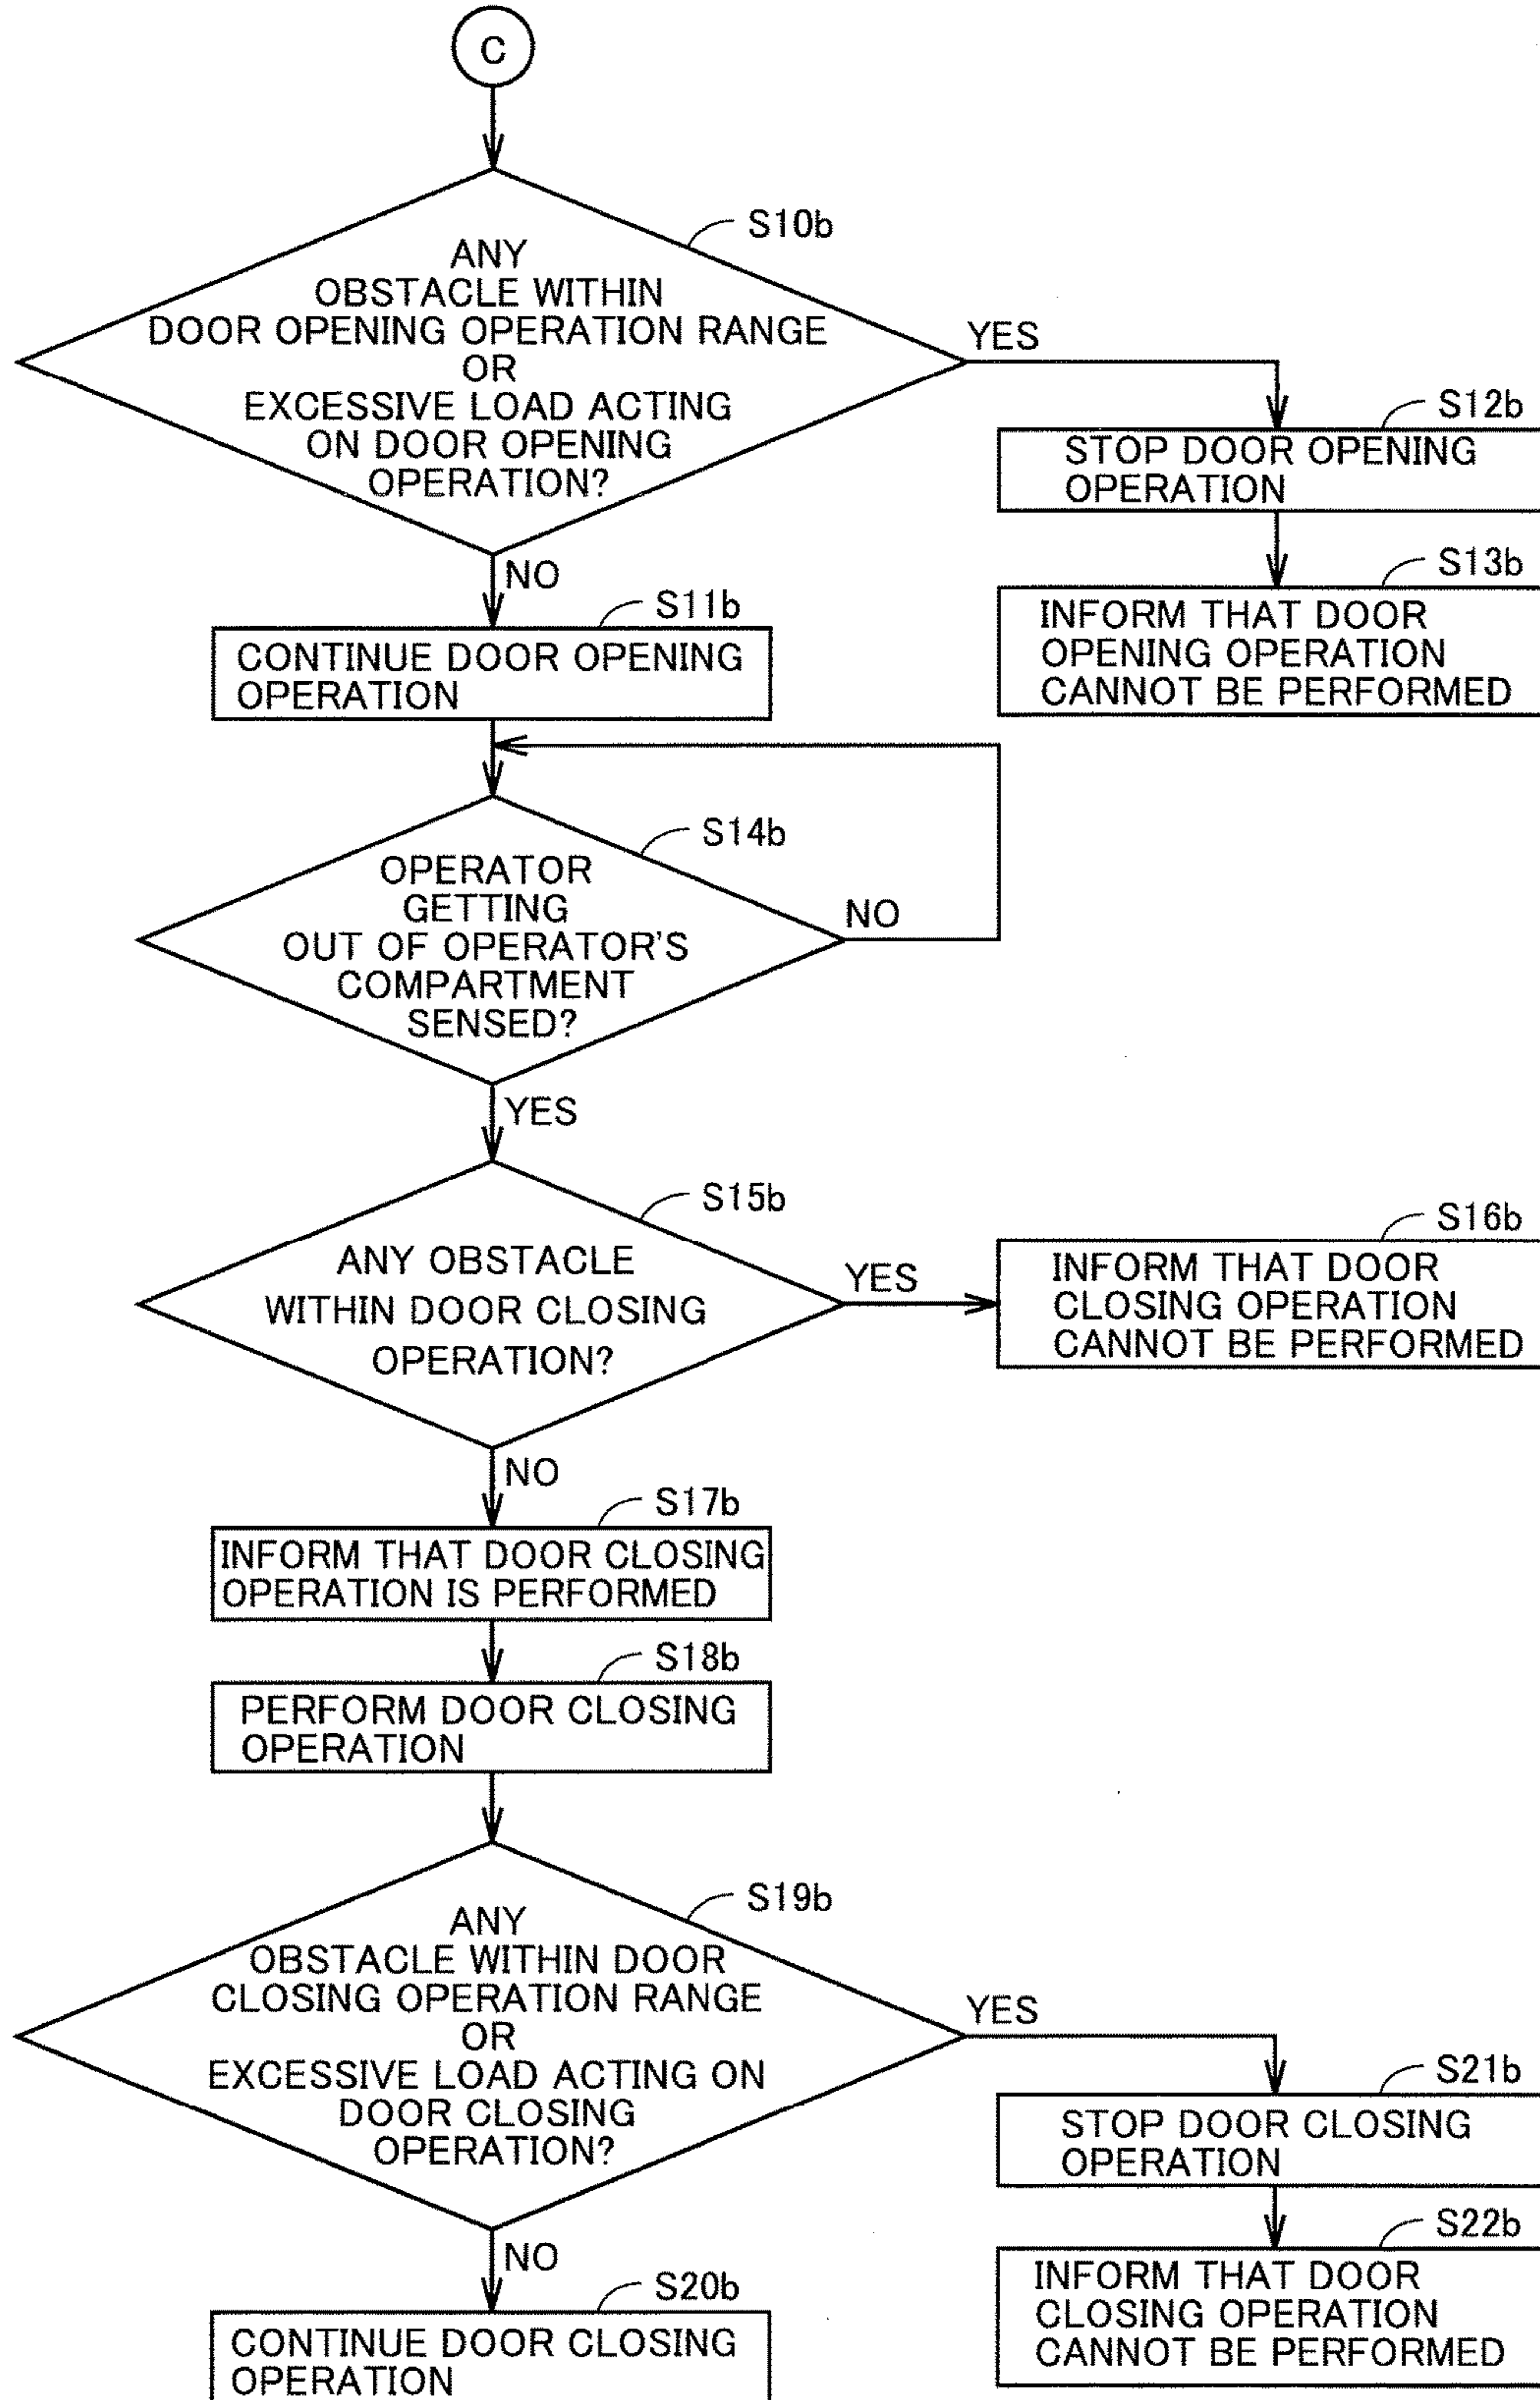 C
S10b
ANY
OBSTACLE WITHIN
DOOR OPENING OPERATION RANGE
OR
EXCESSIVE LOAD ACTING
ON DOOR OPENING
OPERATION?
YES
S12b
STOP DOOR OPENING
OPERATION
S13b
INFORM THAT DOOR
OPENING OPERATION
CANNOT BE PERFORMED
NO
S11b
CONTINUE DOOR OPENING
OPERATION
S14b
OPERATOR
GETTING
OUT OF OPERATOR'S
COMPARTMENT
SENSED?
NO
YES
S15b
ANY OBSTACLE
WITHIN DOOR CLOSING
OPERATION?
YES
S16b
INFORM THAT DOOR
CLOSING OPERATION
CANNOT BE PERFORMED
NO
S17b
INFORM THAT DOOR CLOSING
OPERATION IS PERFORMED
S18b
PERFORM DOOR CLOSING
OPERATION
S19b
ANY
OBSTACLE WITHIN DOOR
CLOSING OPERATION RANGE
OR
EXCESSIVE LOAD ACTING ON
DOOR CLOSING
OPERATION?
YES
S21b
STOP DOOR CLOSING
OPERATION
S22b
INFORM THAT DOOR
CLOSING OPERATION
CANNOT BE PERFORMED
NO
S20b
CONTINUE DOOR CLOSING
OPERATION